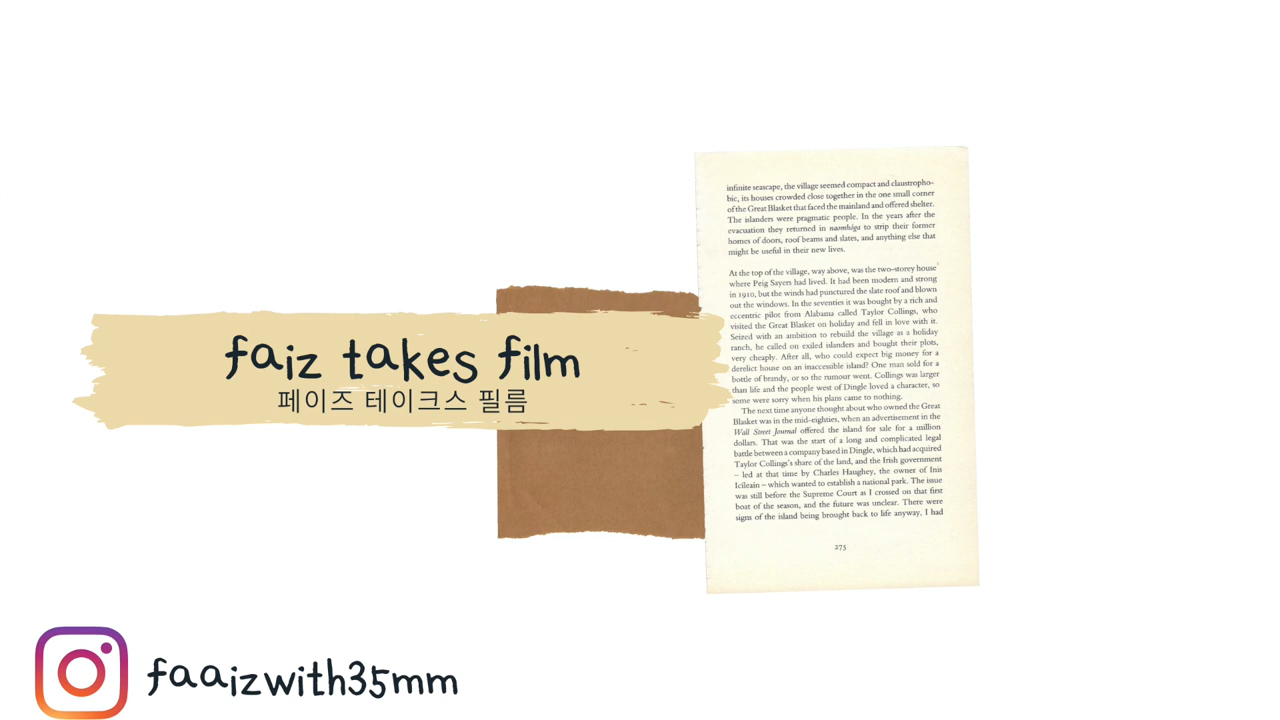 infinite seascape, the village seemed compact and claustropho-
bic, its houses crowded close together in the one small corner
of the Great Blasket that faced the mainland and offered shelter.
The islanders were pragmatic people. In the years after the
evacuation they returned in naomhóga to strip their former
homes of doors, roof beams and slates, and anything else that
might be useful in their new lives.
At the top of the village, way above, was the two-storey house
where Peig Sayers had lived. It had been modern and strong
in 1910, but the winds had punctured the slate roof and blown
out the windows. In the seventies it was bought by a rich and
eccentric pilot from Alabama called Taylor Collings, who
visited the Great Blasket on holiday and fell in love with it.
Seized with an ambition to rebuild the village as a holiday
ranch, he called on exiled islanders and bought their plots,
very cheaply. After all, who could expect big money for a
derelict house on an inaccessible island? One man sold for a
bottle of brandy, or so the rumour went. Collings was larger
than life and the people west of Dingle loved a character, so
some were sorry when his plans came to nothing.
The next time anyone thought about who owned the Great
Blasket was in the mid-eighties, when an advertisement in the
Wall Street Journal offered the island for sale for a million
dollars. That was the start of a long and complicated legal
battle between a company based in Dingle, which had acquired
Taylor Collings's share of the land, and the Irish government
– led at that time by Charles Haughey, the owner of Inis
Icileain – which wanted to establish a national park. The issue
was still before the Supreme Court as I crossed on that first
boat of the season, and the future was unclear. There were
signs of the island being brought back to life anyway. I had
275
faiz takes film
페이즈 테이크스 필름
faaizwith35mm